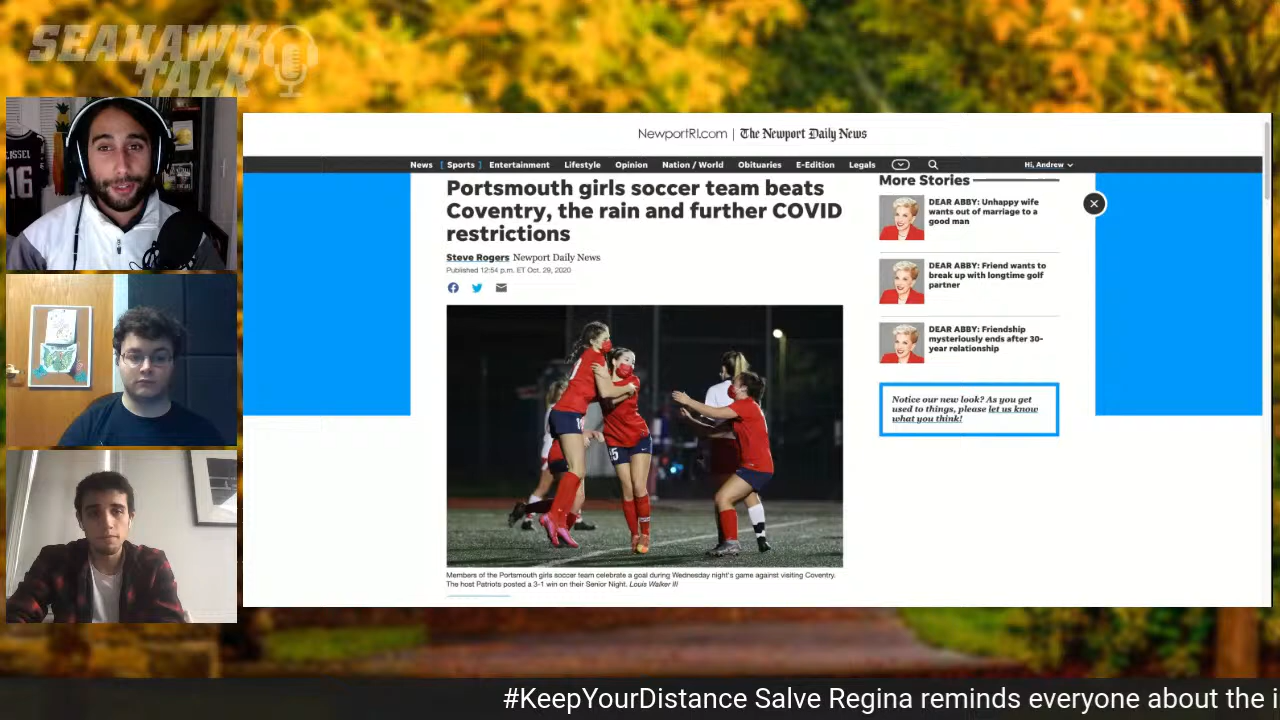 SEAHAWK
TALK
NewportRI.com | The Newport Daily News
News [ Sports ] Entertainment Lifestyle Opinion Nation / World Obituaries E-Edition Legals Hi, Andrew
Portsmouth girls soccer team beats
Coventry, the rain and further COVID
restrictions
Steve Rogers Newport Daily News
Published 12:54 p.m. ET Oct. 29, 2020
Members of the Portsmouth girls soccer team celebrate a goal during Wednesday night's game against visiting Coventry.
The host Patriots posted a 3-1 win on their Senior Night. Louis Walker III
More Stories
DEAR ABBY: Unhappy wife
wants out of marriage to a
good man
DEAR ABBY: Friend wants to
break up with longtime golf
partner
DEAR ABBY: Friendship
mysteriously ends after 30-
year relationship
Notice our new look? As you get
used to things, please let us know
what you think!
#KeepYourDistance Salve Regina reminds everyone about the i